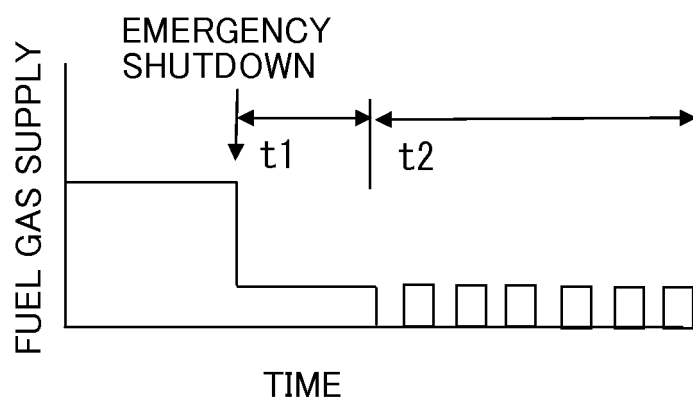 EMERGENCY
SHUTDOWN
FUEL GAS SUPPLY
t1
t2
TIME